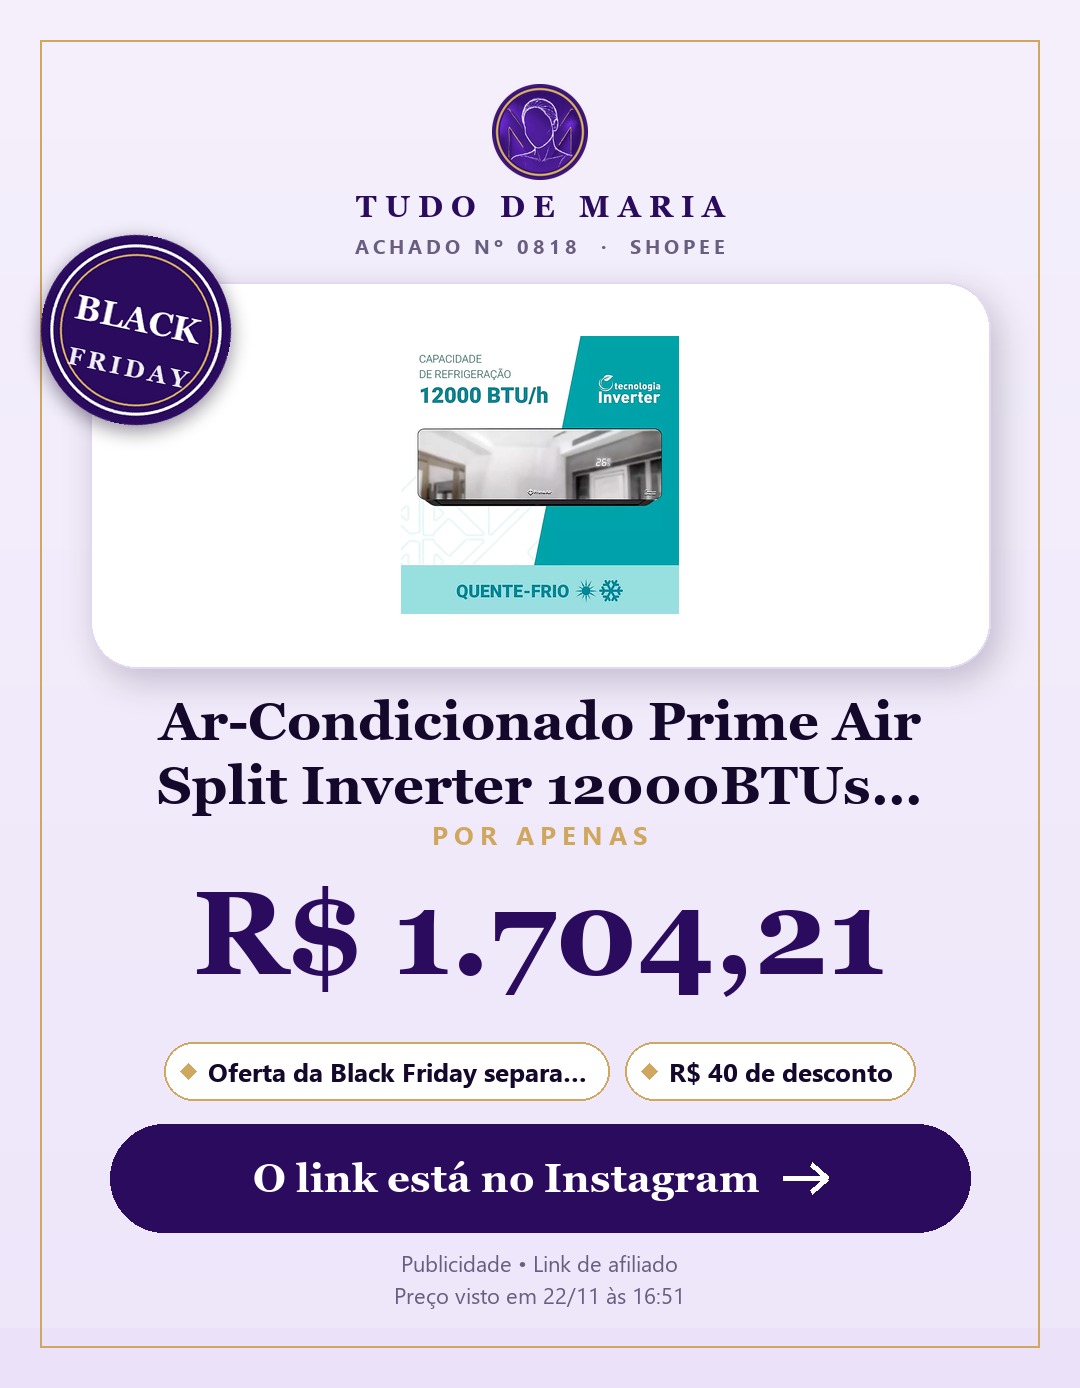 TUDO DE MARIA
ACHADO Nº 0818 · SHOPEE
BLACK
FRIDAY
CAPACIDADE
DE REFRIGERAÇÃO
12000 BTU/h
tecnologia
Inverter
26°
QUENTE-FRIO
Ar-Condicionado Prime Air
Split Inverter 12000BTUs...
POR APENAS
R$ 1.704,21
Oferta da Black Friday separa...
R$ 40 de desconto
O link está no Instagram →
Publicidade • Link de afiliado
Preço visto em 22/11 às 16:51